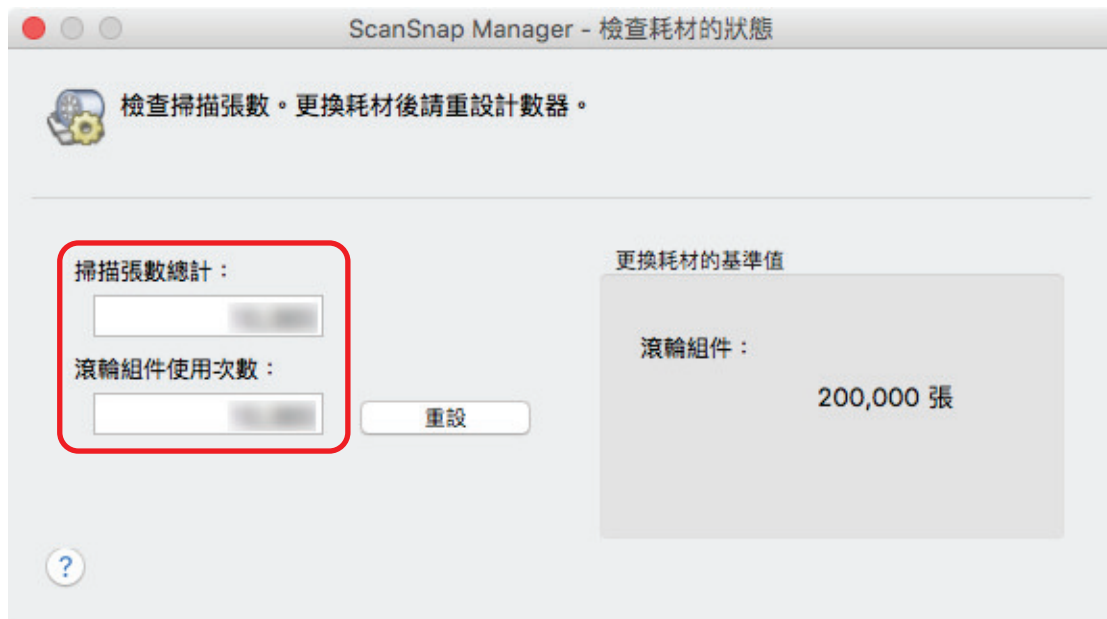 ScanSnap Manager - 檢查耗材的狀態
檢查掃描張數。更換耗材後請重設計數器。
掃描張數總計：
滾輪組件使用次數：
重設
更換耗材的基準值
滾輪組件：
200,000 張
?